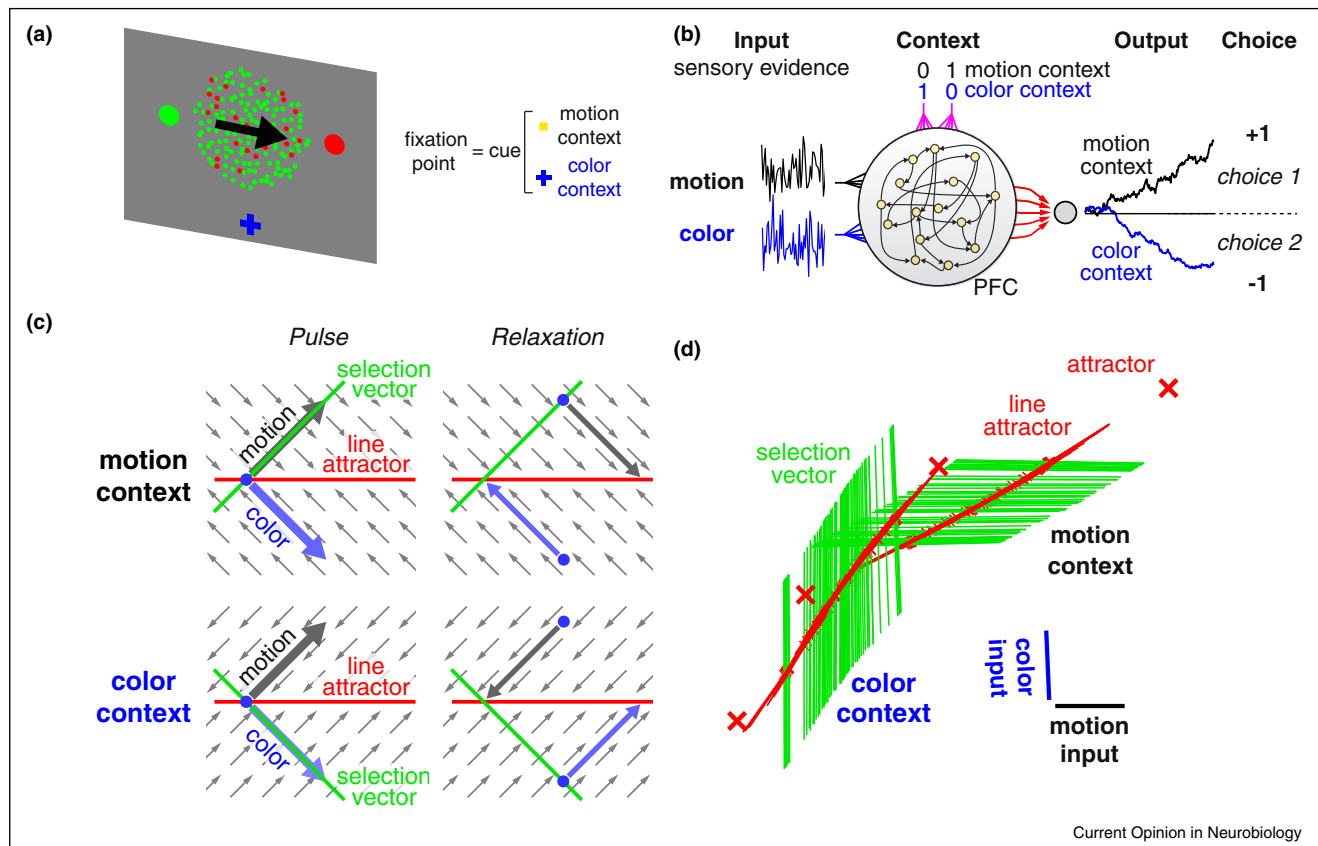 (a)
fixation
point
= cue
motion
context
color
context
(b)
Input
sensory evidence
Context
0 1 motion context
1 0 color context
Output
Choice
motion
color
PFC
motion
context
color
context
+1
choice 1
choice 2
-1
(c)
Pulse
Relaxation
motion
context
selection
vector
motion
line
attractor
color
color
context
motion
line
attractor
color
selection
vector
(d)
attractor
line
attractor
selection
vector
motion
context
color
context
color
input
motion
input
Current Opinion in Neurobiology